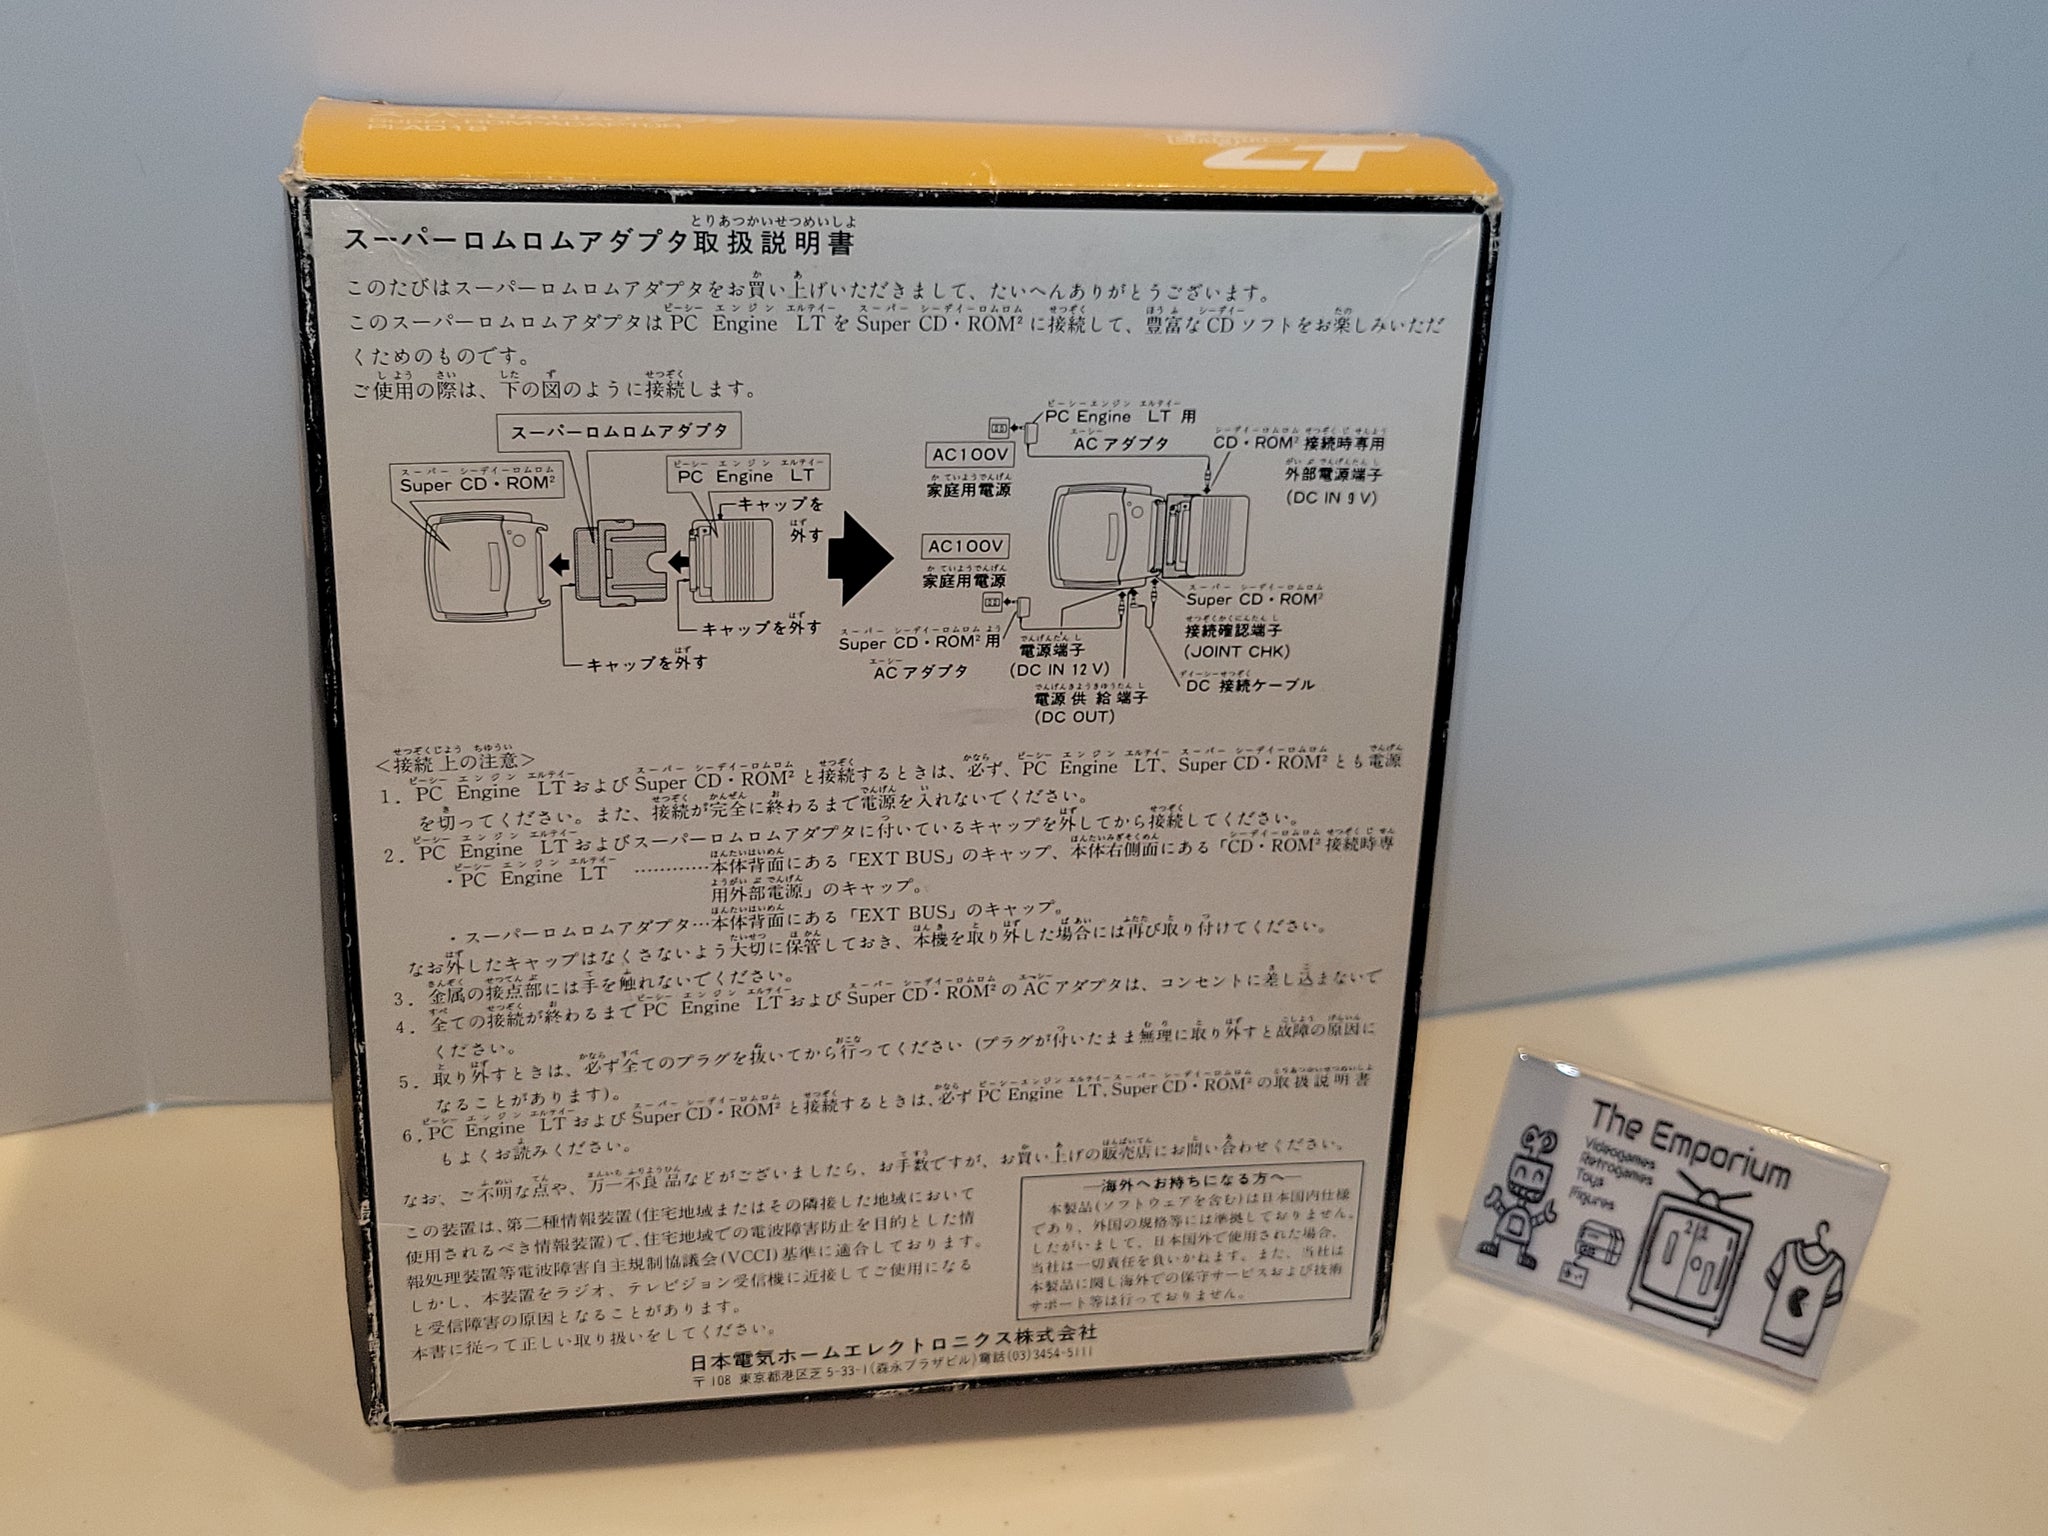 PI-AD18
LT
スーパーロムロムアダプタ取扱説明書
このたびはスーパーロムロムアダプタをお買い上げいただきまして、たいへんありがとうございます。
このスーパーロムロムアダプタはPC Engine LTをSuper CD・ROM²に接続して、豊富なCDソフトをお楽しみいただ
くためのものです。
ご使用の際は、下の図のように接続します。
スーパーロムロムアダプタ
Super CD・ROM²
PC Engine LT
キャップを
外す
キャップを外す
キャップを外す
PC Engine LT用
ACアダプタ
AC100V
家庭用電源
CD・ROM²接続時専用
外部電源端子
(DC IN 9V)
AC100V
家庭用電源
Super CD・ROM²用
ACアダプタ
電源端子
(DC IN 12V)
電源供給端子
(DC OUT)
Super CD・ROM²
接続確認端子
(JOINT CHK)
DC接続ケーブル
<接続上の注意>
1. PC Engine LTおよびSuper CD・ROM²と接続するときは、必ず、PC Engine LT、Super CD・ROM²とも電源
を切ってください。また、接続が完全に終わるまで電源を入れないでください。
2. PC Engine LTおよびスーパーロムロムアダプタに付いているキャップを外してから接続してください。
・PC Engine LT …………本体背面にある「EXT BUS」のキャップ、本体右側面にある「CD・ROM²接続時専
用外部電源」のキャップ。
・スーパーロムロムアダプタ…本体背面にある「EXT BUS」のキャップ。
なお外したキャップはなくさないよう大切に保管しておき、本機を取り外した場合には再び取り付けてください。
3. 金属の接点部には手を触れないでください。
4. 全ての接続が終わるまでPC Engine LTおよびSuper CD・ROM²のACアダプタは、コンセントに差し込まないで
ください。
5. 取り外すときは、必ず全てのプラグを抜いてから行ってください(プラグが付いたまま無理に取り外すと故障の原因に
なることがあります)。
6. PC Engine LTおよびSuper CD・ROM²と接続するときは、必ずPC Engine LT、Super CD・ROM²の取扱説明書
もよくお読みください。
なお、ご不明な点や、万一不良品などがございましたら、お手数ですが、お買い上げの販売店にお問い合わせください。
この装置は、第二種情報装置(住宅地域またはその隣接した地域において
使用されるべき情報装置)で、住宅地域での電波障害防止を目的とした情
報処理装置等電波障害自主規制協議会(VCCI)基準に適合しております。
しかし、本装置をラジオ、テレビジョン受信機に近接してご使用になる
と受信障害の原因となることがあります。
本書に従って正しい取り扱いをしてください。
―海外へお持ちになる方へ―
本製品(ソフトウェアを含む)は日本国内仕様
であり、外国の規格等には準拠しておりません。
したがいまして、日本国外で使用された場合、
当社は一切責任を負いかねます。また、当社は
本製品に関し海外での保守サービスおよび技術
サポート等は行っておりません。
日本電気ホームエレクトロニクス株式会社
〒108 東京都港区芝5-33-1(森永プラザビル)電話(03)3454-5111
The Emporium
Videogames
Retrogames
Toys
Figures